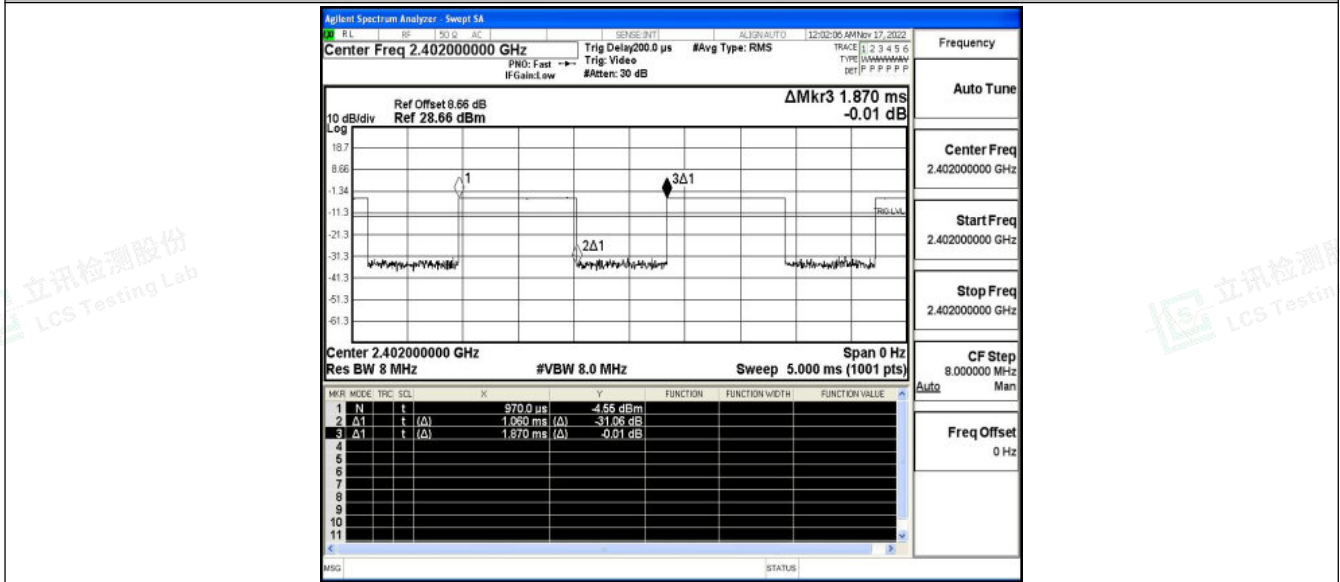 Agilent Spectrum Analyzer - Swept SA
RL RF 50 Ω AC SENSE:INT ALIGN AUTO 12:02:06 AM Nov 17, 2022
Center Freq 2.402000000 GHz
PNO: Fast
IFGain:Low
Trig Delay200.0 µs
Trig: Video
#Atten: 30 dB
#Avg Type: RMS
TRACE 1 2 3 4 5 6
TYPE
DET P P P P P P
Frequency
Auto Tune
Center Freq
2.402000000 GHz
Start Freq
2.402000000 GHz
Stop Freq
2.402000000 GHz
CF Step
8.000000 MHz
Auto Man
Freq Offset
0 Hz
ΔMkr3 1.870 ms
-0.01 dB
Ref Offset 8.66 dB
10 dB/div Ref 28.66 dBm
Log
18.7
8.66
-1.34
-11.3
-21.3
-31.3
-41.3
-51.3
-61.3
1
3Δ1
2Δ1
TRIG LVL
Center 2.402000000 GHz Span 0 Hz
Res BW 8 MHz #VBW 8.0 MHz Sweep 5.000 ms (1001 pts)
MKR MODE TRC SCL X Y FUNCTION FUNCTION WIDTH FUNCTION VALUE
1 N t 970.0 µs -4.55 dBm
2 Δ1 t (Δ) 1.060 ms (Δ) -31.06 dB
3 Δ1 t (Δ) 1.870 ms (Δ) -0.01 dB
4
5
6
7
8
9
10
11
MSG STATUS
立讯检测股份
LCS Testing Lab
立讯检测股
LCS Testin